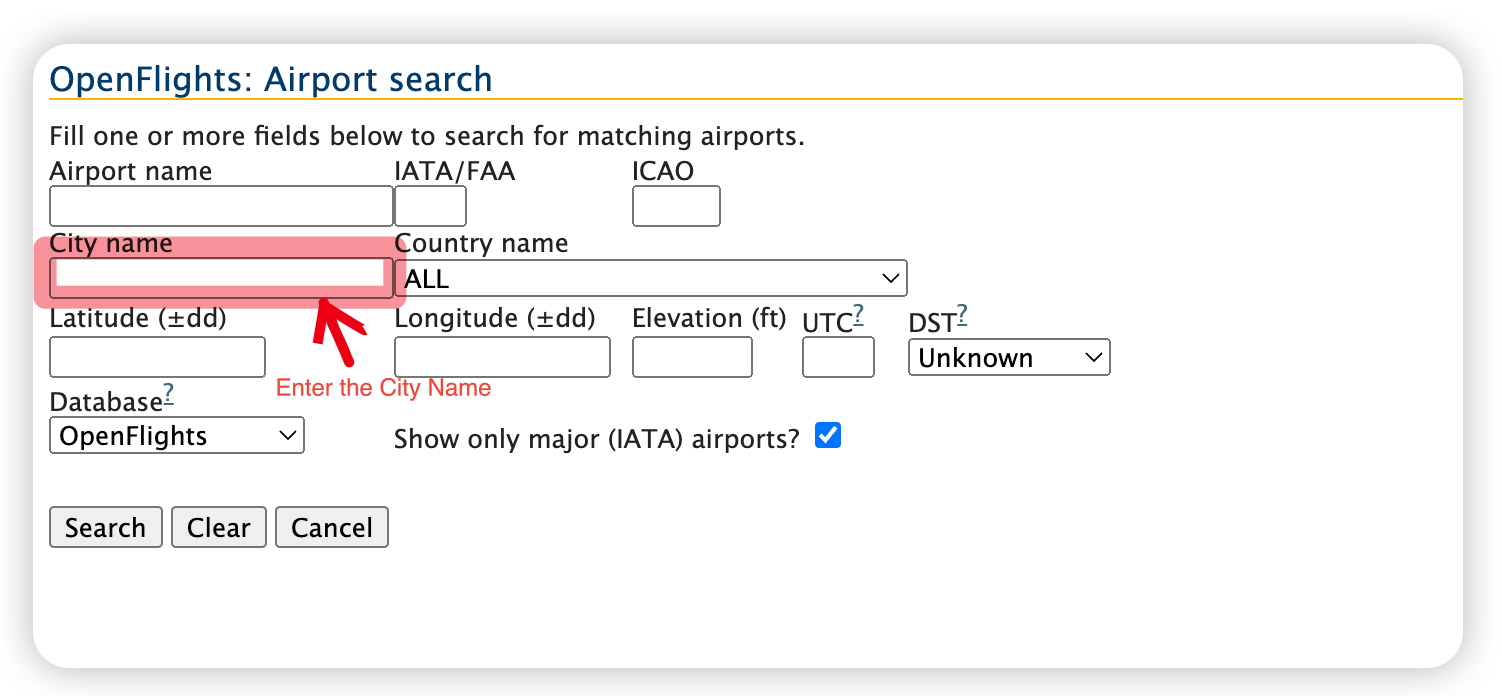 OpenFlights: Airport search
Fill one or more fields below to search for matching airports.
Airport name IATA/FAA ICAO
City name Country name
ALL
Latitude (±dd) Longitude (±dd) Elevation (ft) UTC? DST?
Unknown
Enter the City Name
Database?
OpenFlights Show only major (IATA) airports?
Search Clear Cancel